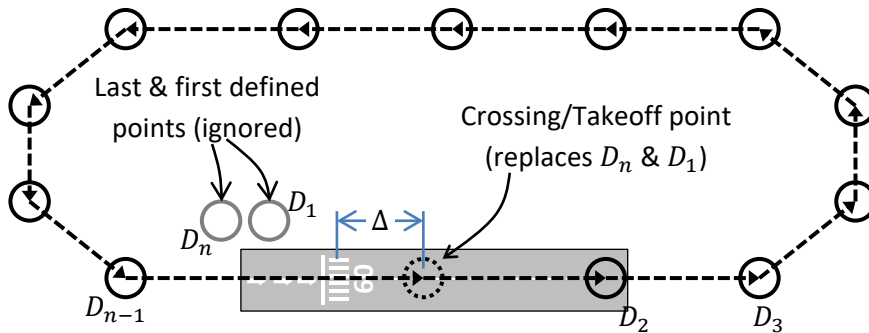 Last & first defined
points (ignored)
Crossing/Takeoff point
(replaces Dₙ & D₁)
D₁
Dₙ
Δ
09
Dₙ₋₁
D₂
D₃